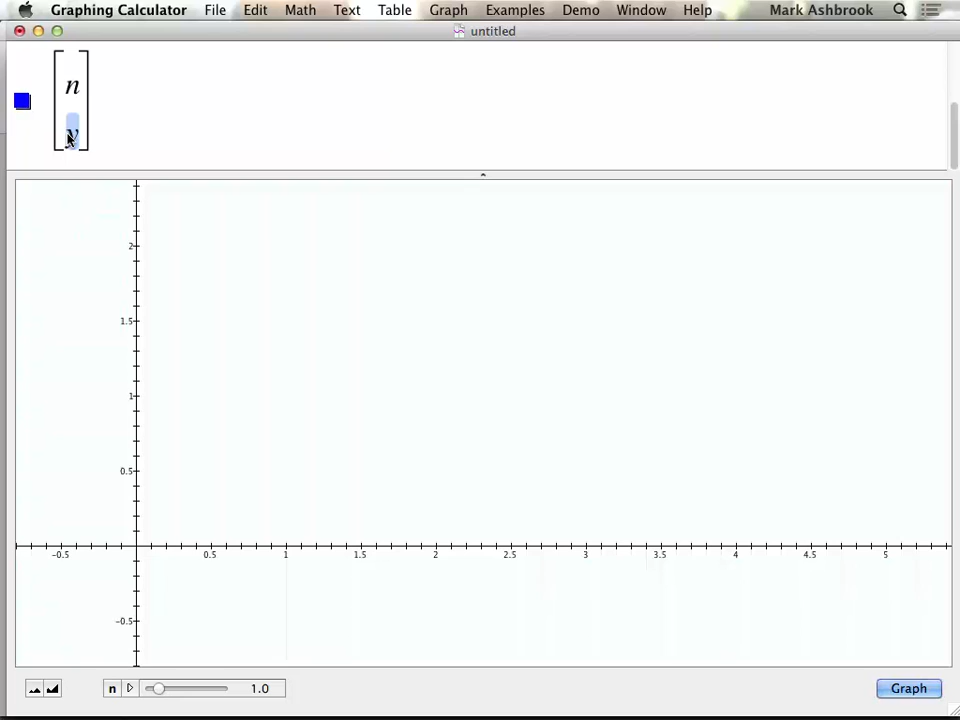 Graphing Calculator File Edit Math Text Table Graph Examples Demo Window Help Mark Ashbrook
untitled
n
y
2
1.5
1
0.5
-0.5 0.5 1 1.5 2 2.5 3 3.5 4 4.5 5
-0.5
n 1.0 Graph